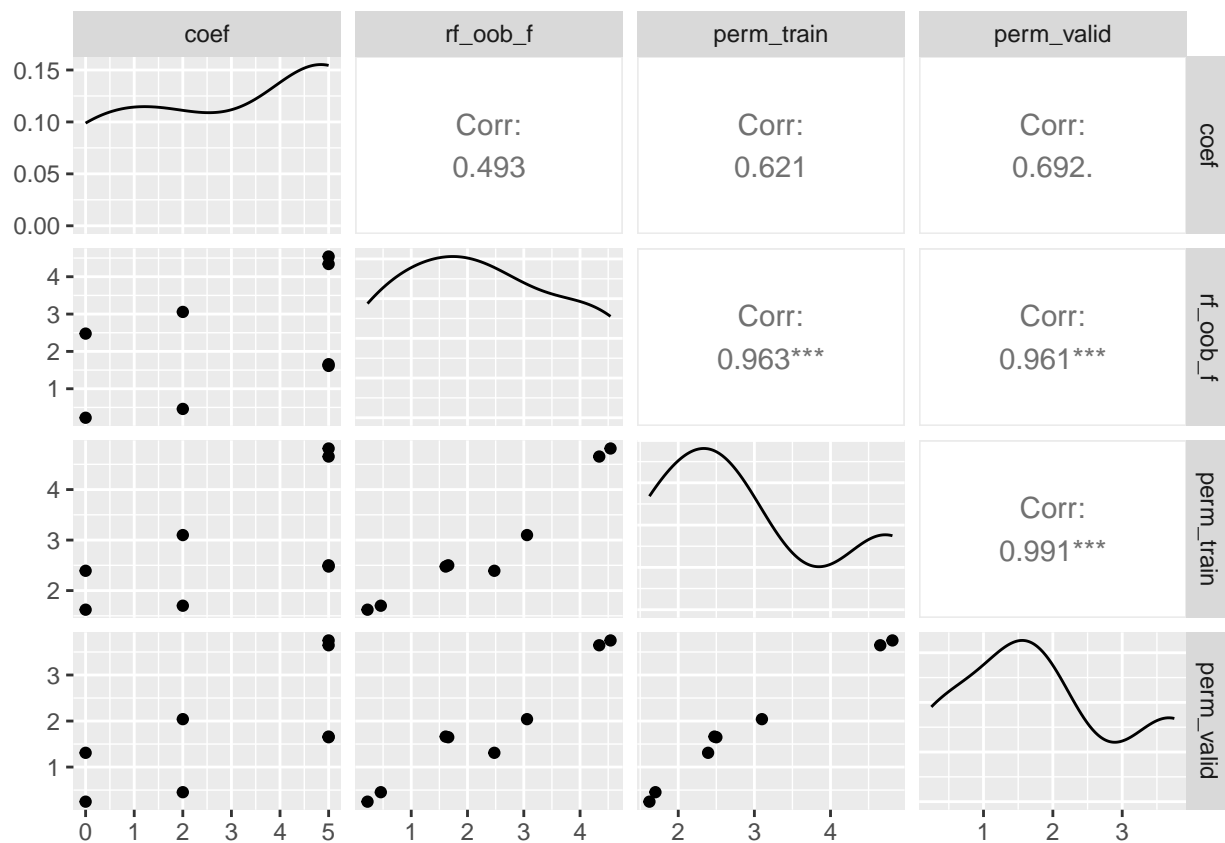 coef rf_oob_f perm_train perm_valid
0.15
0.10
0.05
0.00
Corr:
0.493
Corr:
0.621
Corr:
0.692.
coef
4
3
2
1
Corr:
0.963***
Corr:
0.961***
rf_oob_f
4
3
2
Corr:
0.991***
perm_train
3
2
1
perm_valid
0 1 2 3 4 5 1 2 3 4 2 3 4 1 2 3